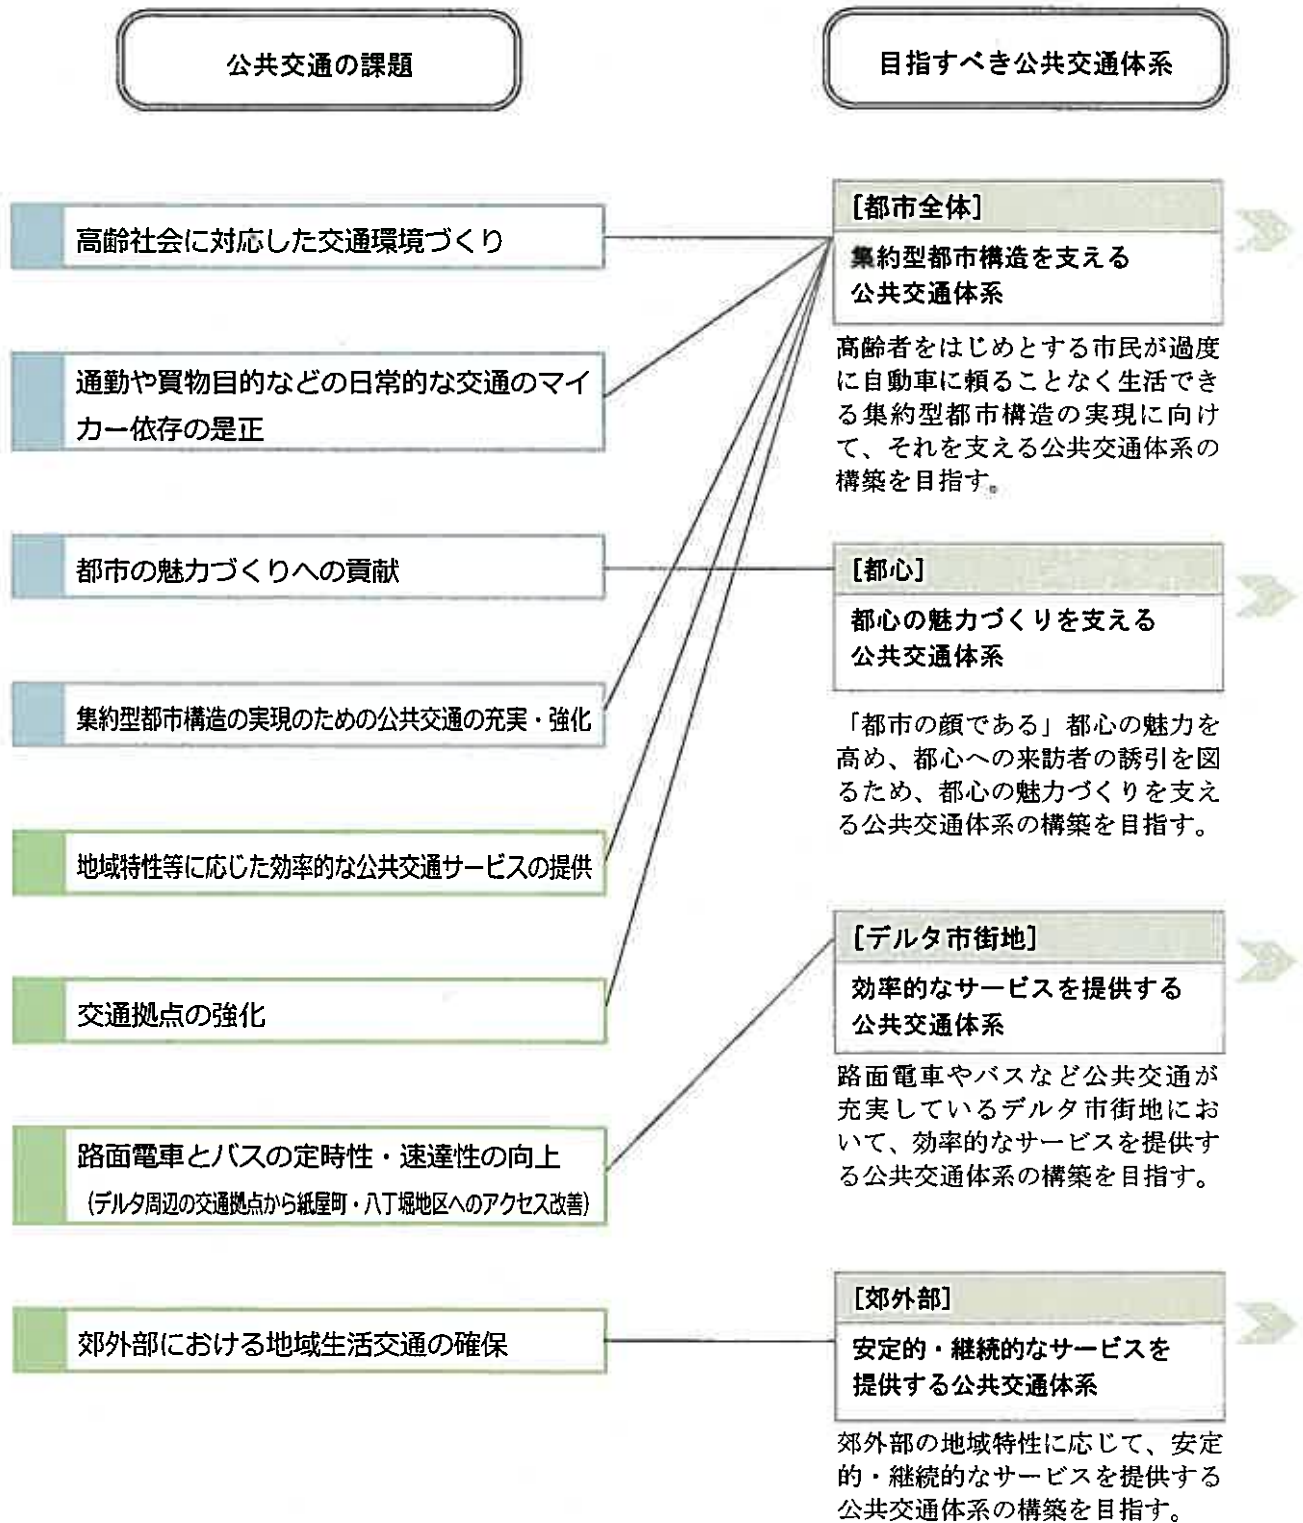 公共交通の課題
目指すべき公共交通体系
高齢社会に対応した交通環境づくり
通勤や買物目的などの日常的な交通のマイ
カー依存の是正
都市の魅力づくりへの貢献
集約型都市構造の実現のための公共交通の充実・強化
地域特性等に応じた効率的な公共交通サービスの提供
交通拠点の強化
路面電車とバスの定時性・速達性の向上
(デルタ周辺の交通拠点から紙屋町・八丁堀地区へのアクセス改善)
郊外部における地域生活交通の確保
[都市全体]
集約型都市構造を支える
公共交通体系
高齢者をはじめとする市民が過度
に自動車に頼ることなく生活でき
る集約型都市構造の実現に向け
て、それを支える公共交通体系の
構築を目指す。
[都心]
都心の魅力づくりを支える
公共交通体系
「都市の顔である」都心の魅力を
高め、都心への来訪者の誘引を図
るため、都心の魅力づくりを支え
る公共交通体系の構築を目指す。
[デルタ市街地]
効率的なサービスを提供する
公共交通体系
路面電車やバスなど公共交通が
充実しているデルタ市街地にお
いて、効率的なサービスを提供す
る公共交通体系の構築を目指す。
[郊外部]
安定的・継続的なサービスを
提供する公共交通体系
郊外部の地域特性に応じて、安定
的・継続的なサービスを提供する
公共交通体系の構築を目指す。